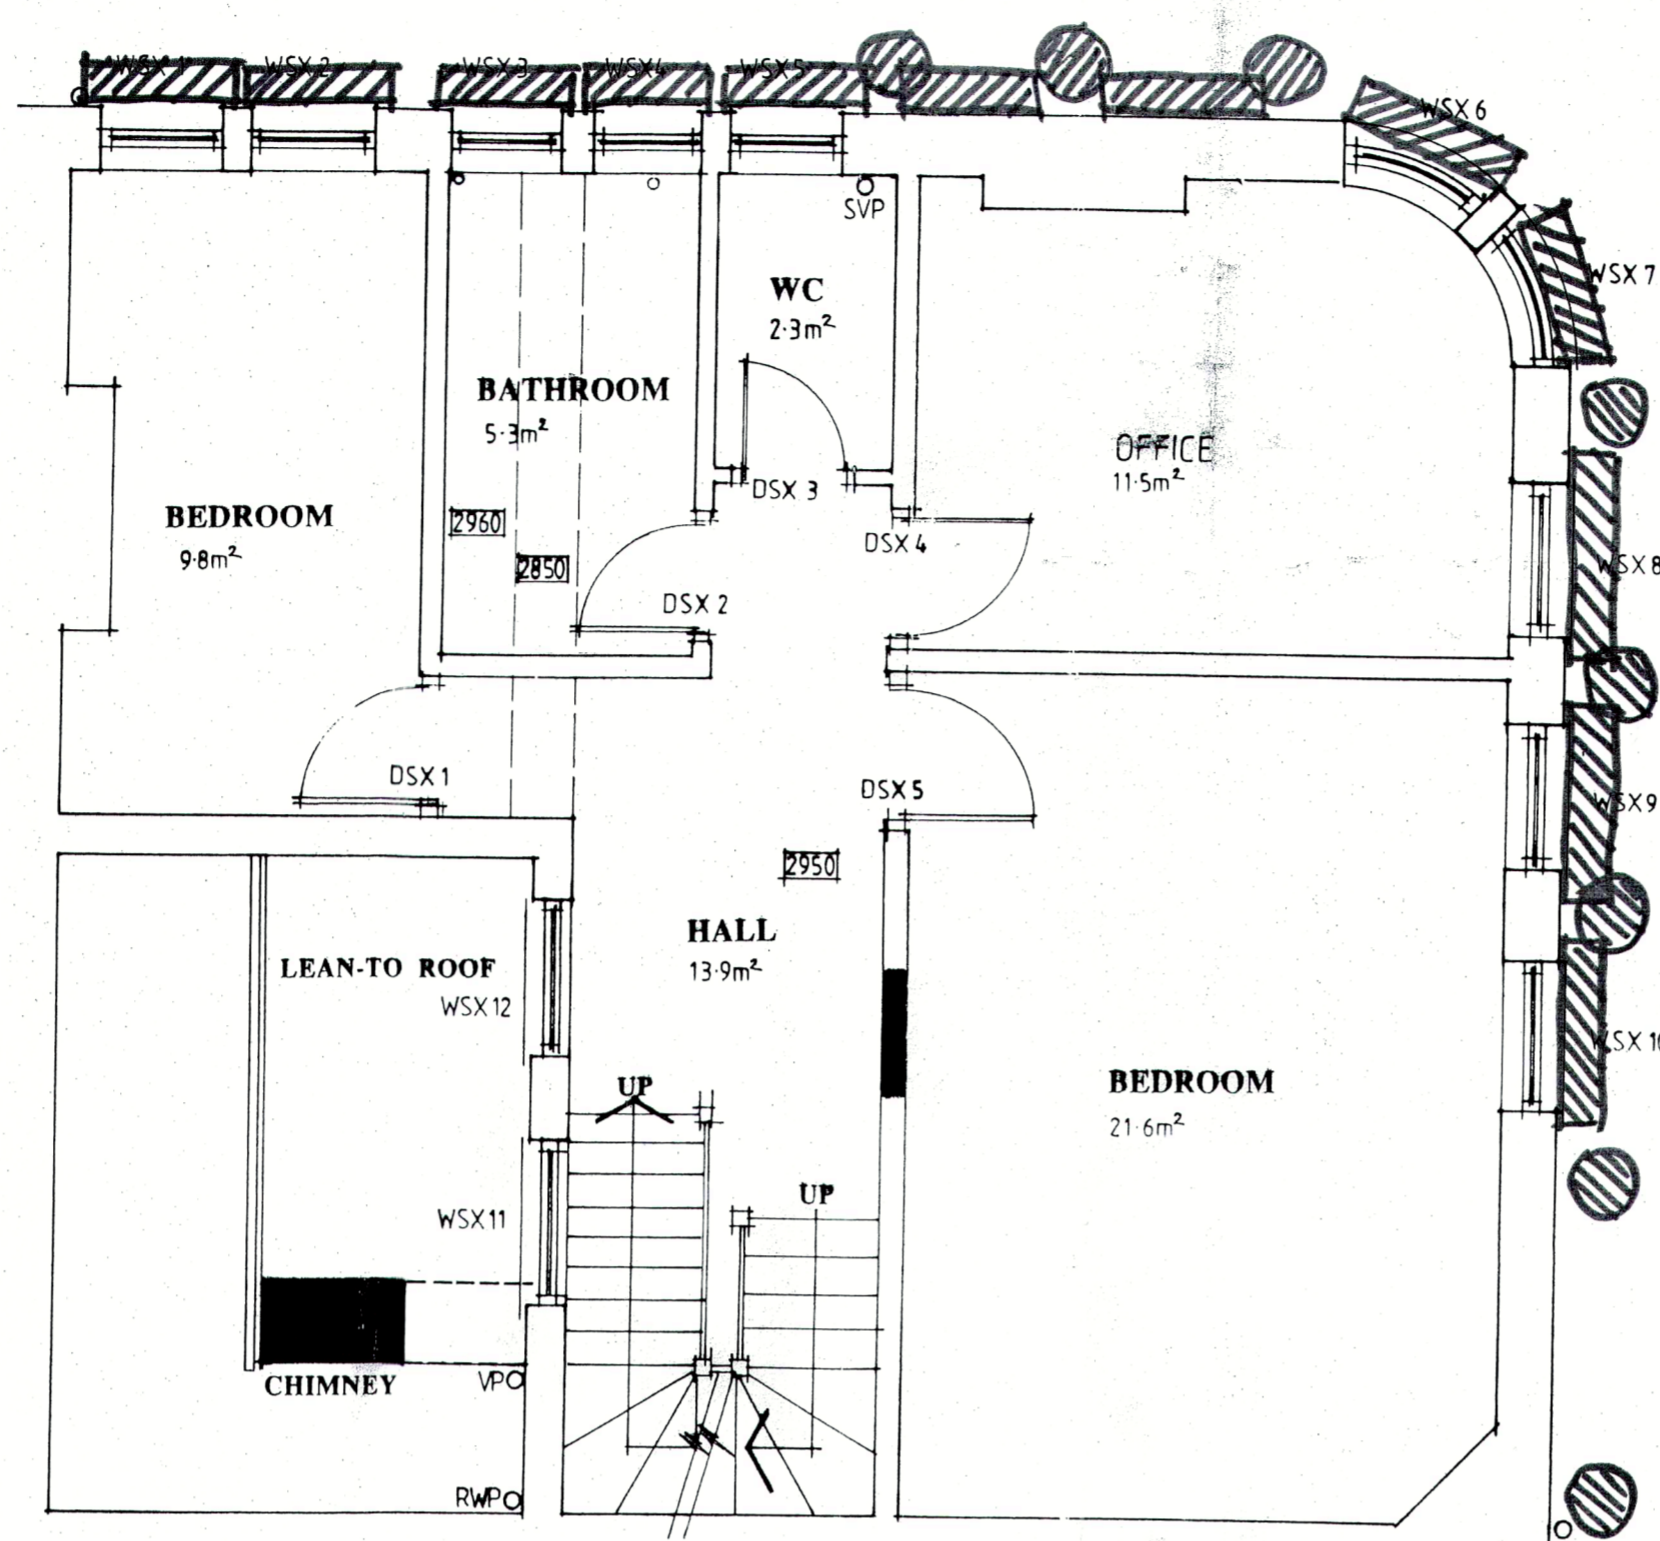 WSX 1
WSX 2
WSX 3
WSX 4
WSX 5
WSX 6
SVP
WSX 7
WC
2·3m²
BATHROOM
5·3m²
OFFICE
11·5m²
DSX 3
BEDROOM
9·8m²
2960
DSX 4
2850
WSX 8
DSX 2
DSX 1
DSX 5
WSX 9
2950
HALL
13·9m²
LEAN-TO ROOF
WSX 12
WSX 10
UP
BEDROOM
21·6m²
UP
WSX 11
CHIMNEY
VP
RWP